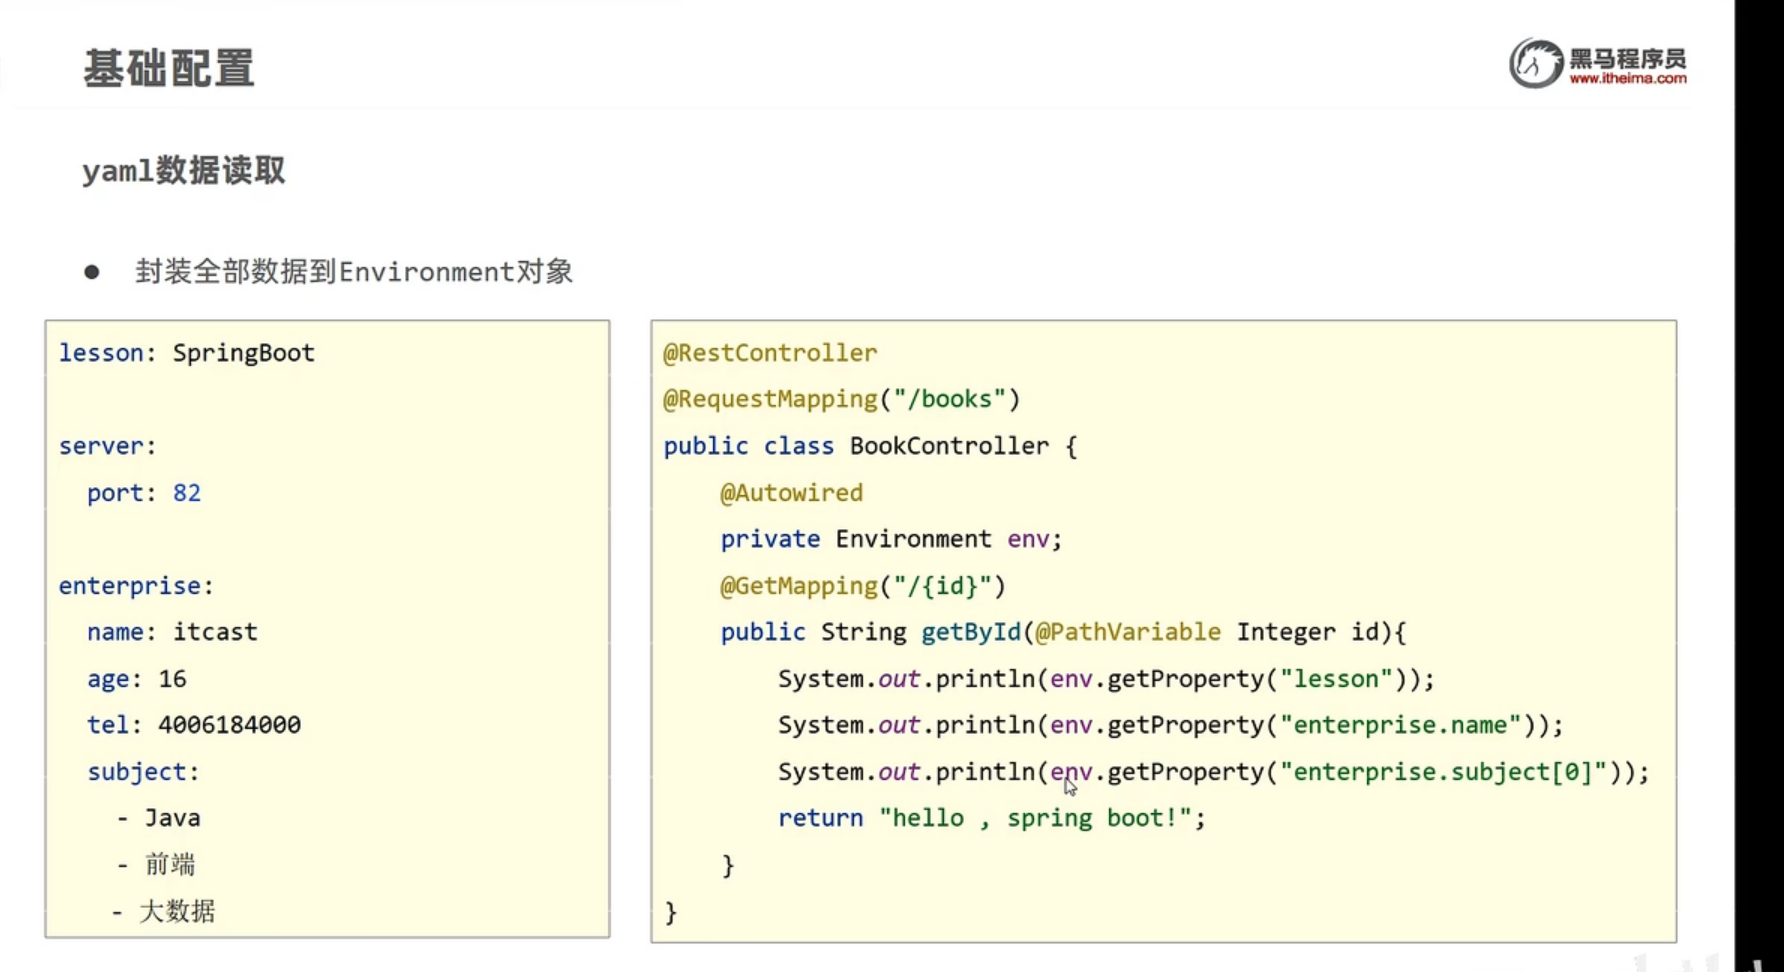 基础配置
黑马程序员
www.itheima.com
yaml数据读取
● 封装全部数据到Environment对象
lesson: SpringBoot
server:
  port: 82
enterprise:
  name: itcast
  age: 16
  tel: 4006184000
  subject:
    - Java
    - 前端
    - 大数据
@RestController
@RequestMapping("/books")
public class BookController {
    @Autowired
    private Environment env;
    @GetMapping("/{id}")
    public String getById(@PathVariable Integer id){
        System.out.println(env.getProperty("lesson"));
        System.out.println(env.getProperty("enterprise.name"));
        System.out.println(env.getProperty("enterprise.subject[0]"));
        return "hello , spring boot!";
    }
}